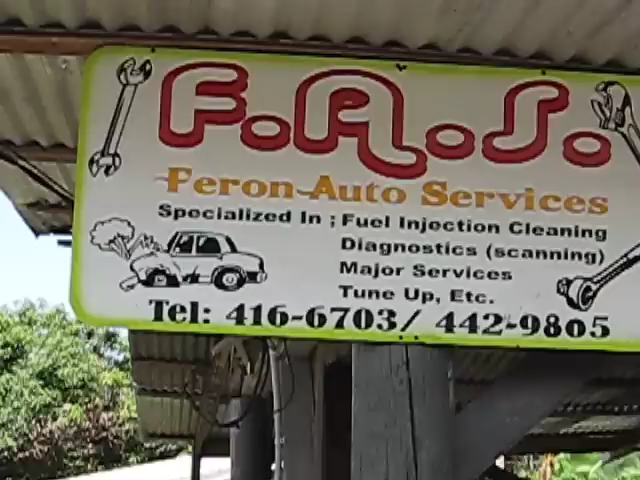 F.A.S.
Feron Auto Services
Specialized In ; Fuel Injection Cleaning
Diagnostics (scanning)
Major Services
Tune Up, Etc.
Tel: 416-6703/ 442-9805